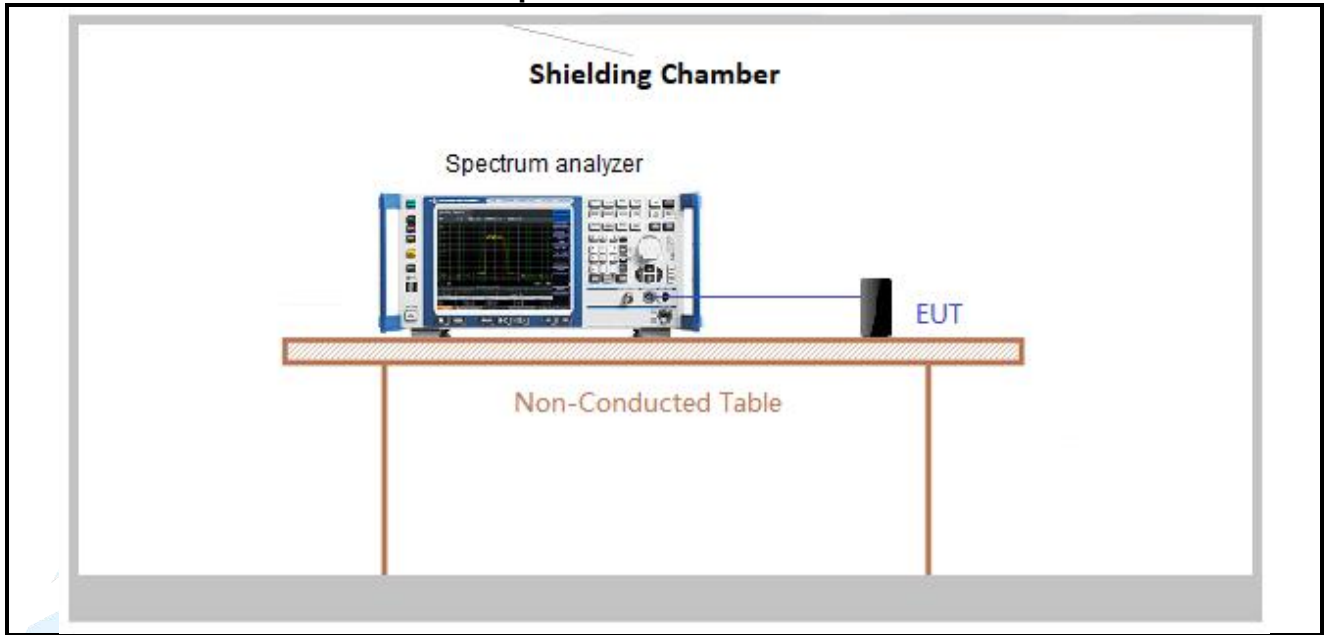 Shielding Chamber
Spectrum analyzer
EUT
Non-Conducted Table